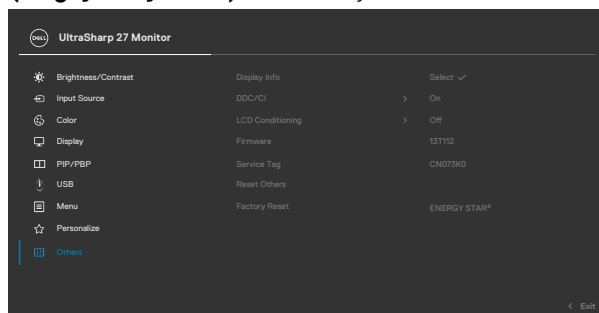 DELL UltraSharp 27 Monitor
Brightness/Contrast Display Info Select ✓
Input Source DDC/CI > On
Color LCD Conditioning > Off
Display Firmware 13T112
PIP/PBP Service Tag CN073K0
USB Reset Others
Menu Factory Reset ENERGY STAR®
Personalize
Others
< Exit